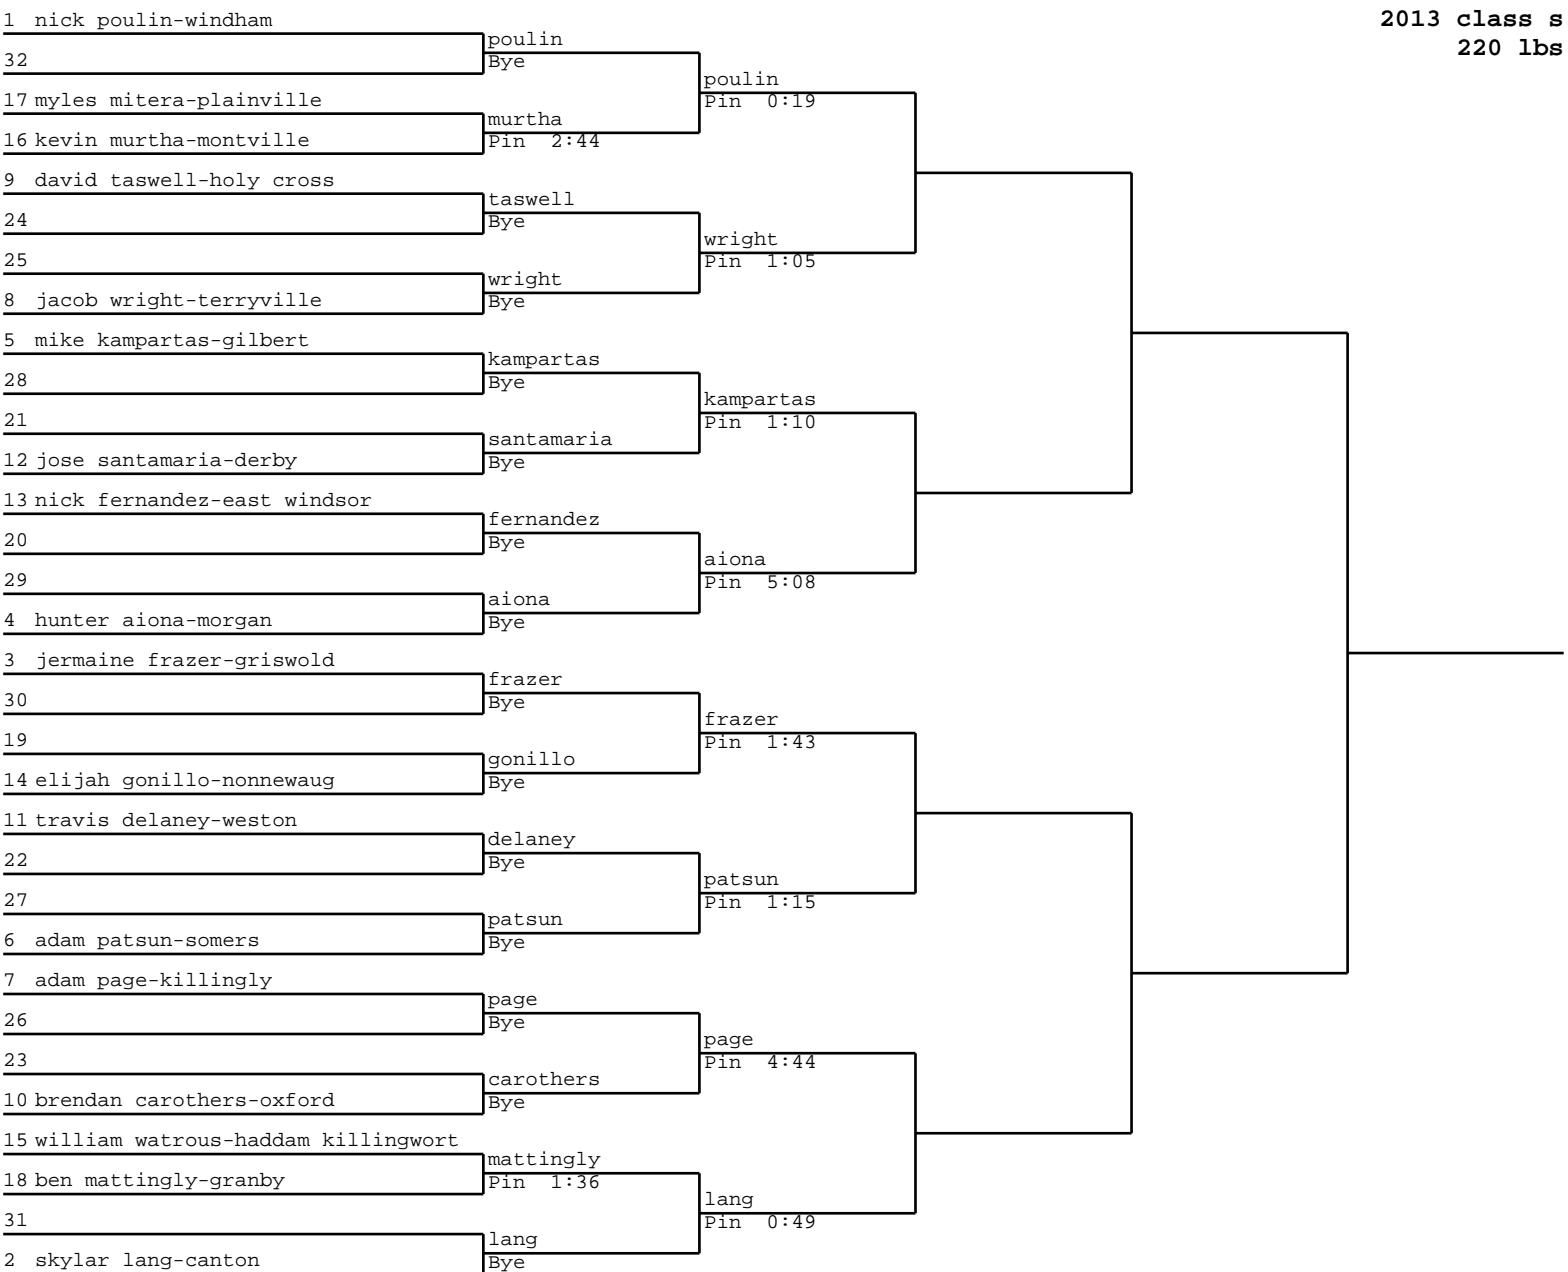 2013 class s
220 lbs
1 nick poulin-windham
32
17 myles mitera-plainville
16 kevin murtha-montville
9 david taswell-holy cross
24
25
8 jacob wright-terryville
5 mike kampartas-gilbert
28
21
12 jose santamaria-derby
13 nick fernandez-east windsor
20
29
4 hunter aiona-morgan
3 jermaine frazer-griswold
30
19
14 elijah gonillo-nonnewaug
11 travis delaney-weston
22
27
6 adam patsun-somers
7 adam page-killingly
26
23
10 brendan carothers-oxford
15 william watrous-haddam killingwort
18 ben mattingly-granby
31
2 skylar lang-canton
poulin
Bye
murtha
Pin 2:44
taswell
Bye
wright
Bye
kampartas
Bye
santamaria
Bye
fernandez
Bye
aiona
Bye
frazer
Bye
gonillo
Bye
delaney
Bye
patsun
Bye
page
Bye
carothers
Bye
mattingly
Pin 1:36
lang
Bye
poulin
Pin 0:19
wright
Pin 1:05
kampartas
Pin 1:10
aiona
Pin 5:08
frazer
Pin 1:43
patsun
Pin 1:15
page
Pin 4:44
lang
Pin 0:49